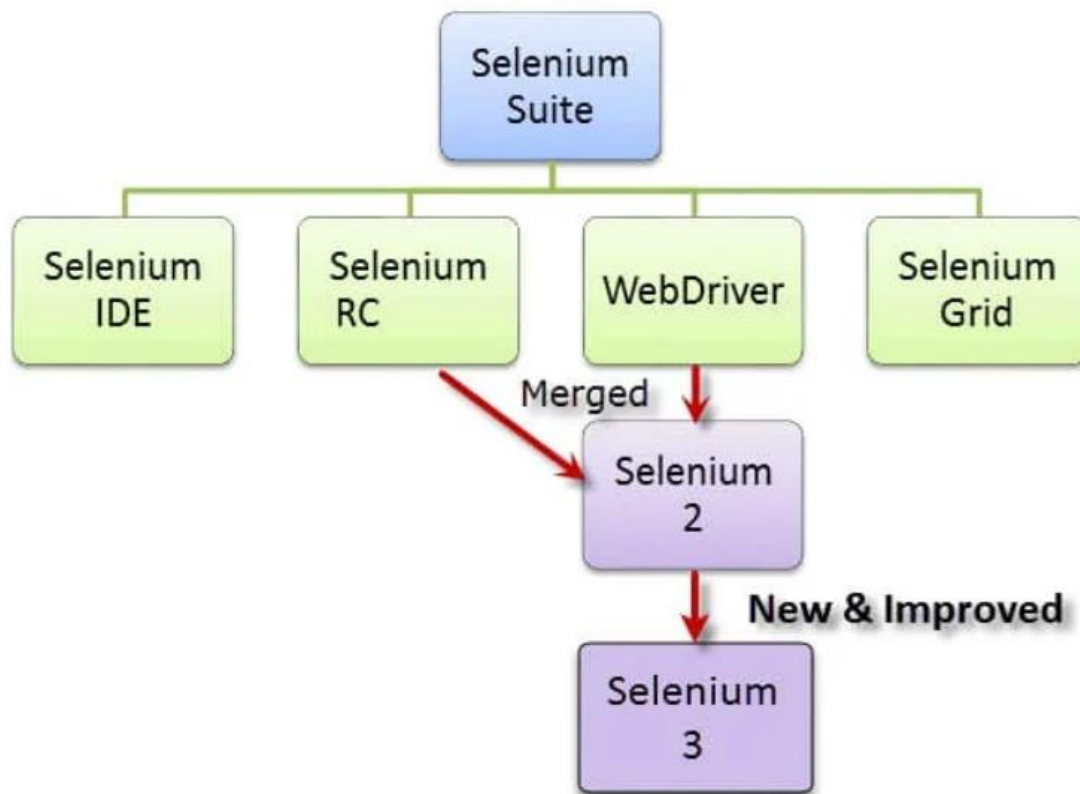 Selenium
Suite
Selenium
IDE
Selenium
RC
WebDriver
Selenium
Grid
Merged
Selenium
2
New & Improved
Selenium
3